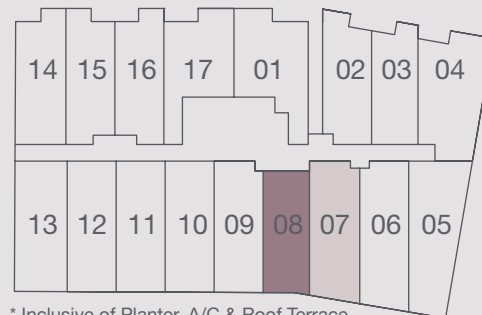 14 15 16 17 01 02 03 04
13 12 11 10 09 08 07 06 05
* Inclusive of Planter, A/C & Roof Terrace